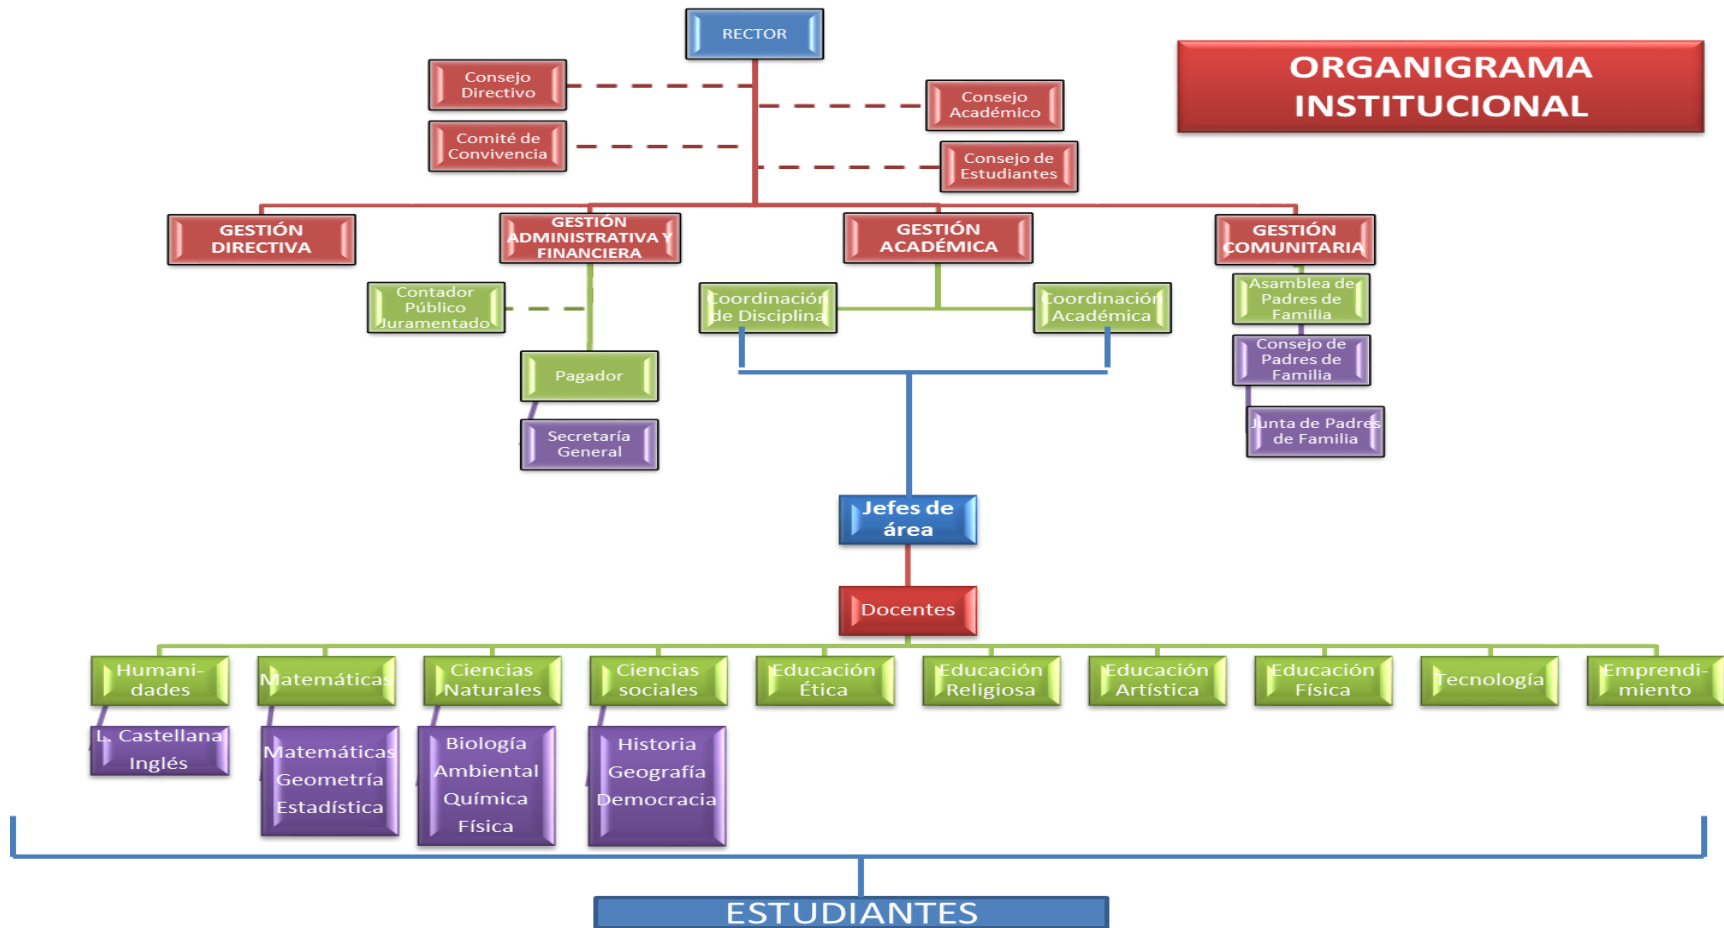 RECTOR
ORGANIGRAMA
INSTITUCIONAL
Consejo
Directivo
Consejo
Académico
Comité de
Convivencia
Consejo de
Estudiantes
GESTIÓN
DIRECTIVA
GESTIÓN
ADMINISTRATIVA Y
FINANCIERA
GESTIÓN
ACADÉMICA
GESTIÓN
COMUNITARIA
Contador
Público
Juramentado
Coordinación
de Disciplina
Coordinación
Académica
Asamblea de
Padres de
Familia
Pagador
Consejo de
Padres de
Familia
Secretaría
General
Junta de Padres
de Familia
Jefes de
área
Docentes
Humani-
dades
Matemáticas
Ciencias
Naturales
Ciencias
sociales
Educación
Ética
Educación
Religiosa
Educación
Artística
Educación
Física
Tecnología
Emprendi-
miento
L. Castellana
Inglés
Matemáticas
Geometría
Estadística
Biología
Ambiental
Química
Física
Historia
Geografía
Democracia
ESTUDIANTES